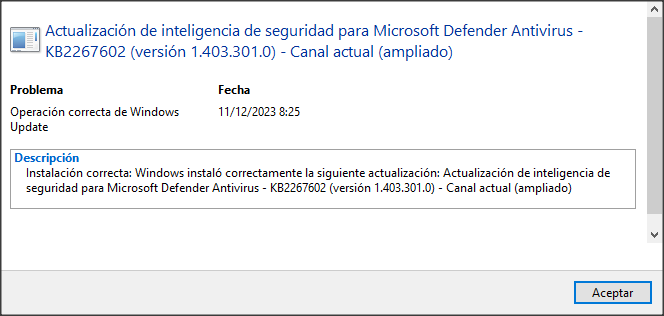 Actualización de inteligencia de seguridad para Microsoft Defender Antivirus -
KB2267602 (versión 1.403.301.0) - Canal actual (ampliado)
Problema Fecha
Operación correcta de Windows 11/12/2023 8:25
Update
Descripción
Instalación correcta: Windows instaló correctamente la siguiente actualización: Actualización de inteligencia de
seguridad para Microsoft Defender Antivirus - KB2267602 (versión 1.403.301.0) - Canal actual (ampliado)
Aceptar